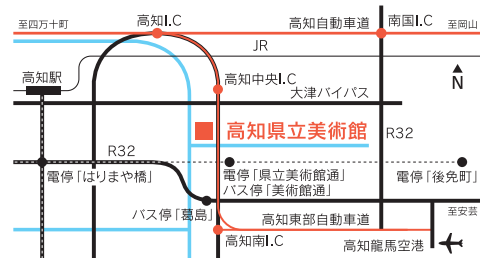 至四万十町
高知I.C
高知自動車道
南国I.C
至岡山
JR
高知駅
高知中央I.C
N
大津バイパス
高知県立美術館
R32
R32
電停「はりまや橋」
電停「県立美術館通」
バス停「美術館通」
電停「後免町」
バス停「葛島」
高知東部自動車道
至安芸
高知南I.C
高知龍馬空港